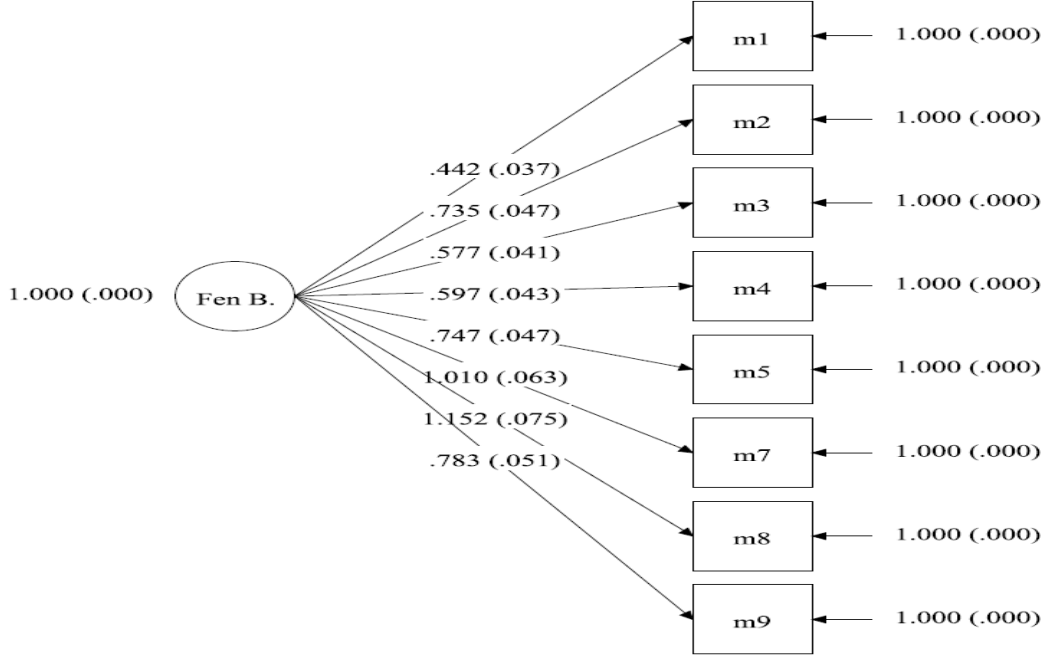 m1
1.000 (.000)
m2
1.000 (.000)
.442 (.037)
m3
1.000 (.000)
.735 (.047)
.577 (.041)
m4
1.000 (.000)
1.000 (.000)
Fen B.
.597 (.043)
.747 (.047)
m5
1.000 (.000)
1.010 (.063)
1.152 (.075)
m7
1.000 (.000)
.783 (.051)
m8
1.000 (.000)
m9
1.000 (.000)